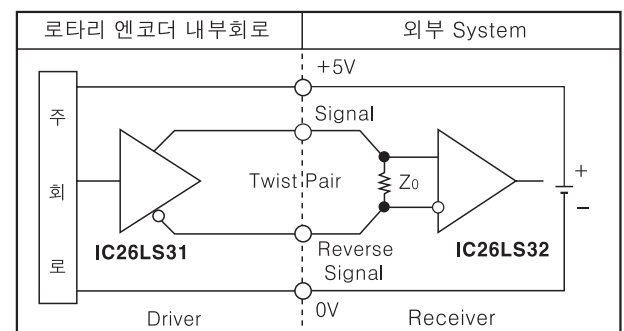 로타리 엔코더 내부회로
외부 System
+5V
주
회
로
Signal
Twist Pair
Z0
+
−
IC26LS31
IC26LS32
Reverse
Signal
0V
Driver
Receiver